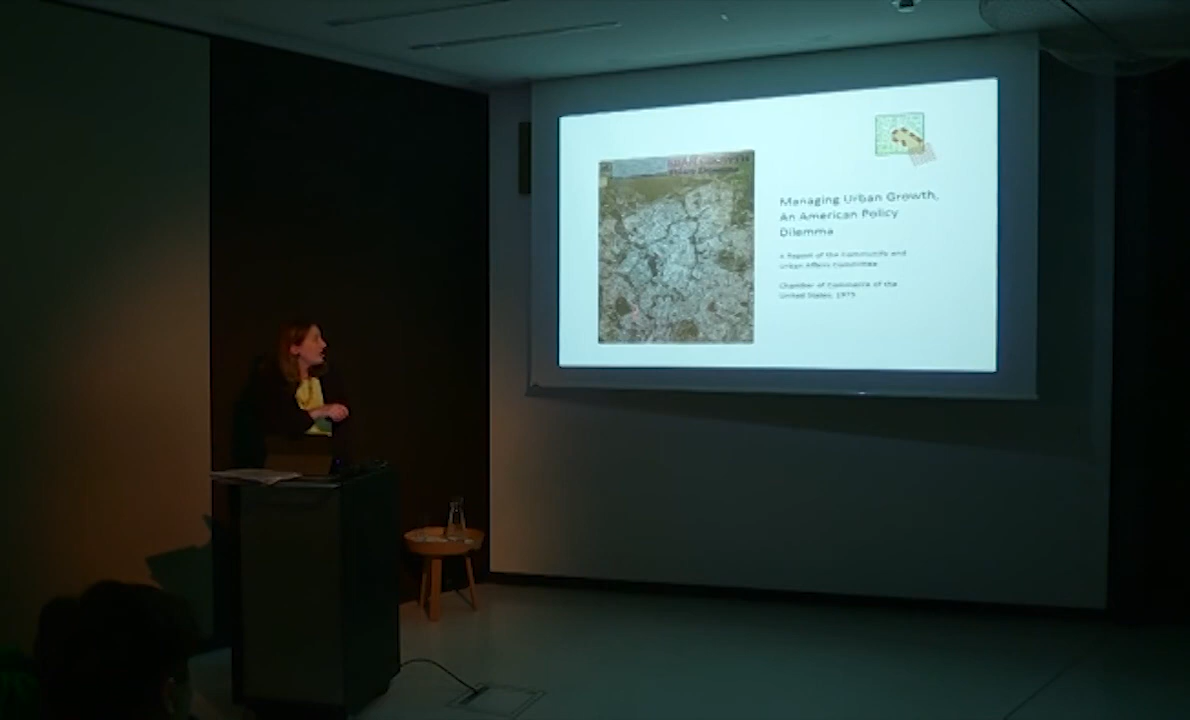 Managing Urban Growth,
An American Policy
Dilemma
A Report of the Community and
Urban Affairs Committee
Chamber of Commerce of the
United States, 1973